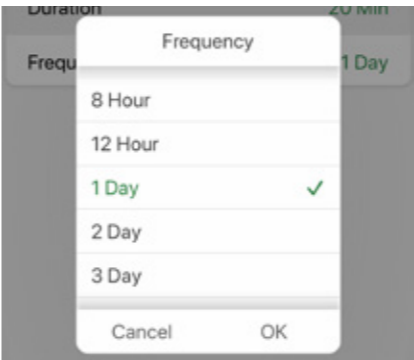 Duration 20 Min
Frequency
Frequ 1 Day
8 Hour
12 Hour
1 Day
2 Day
3 Day
Cancel OK